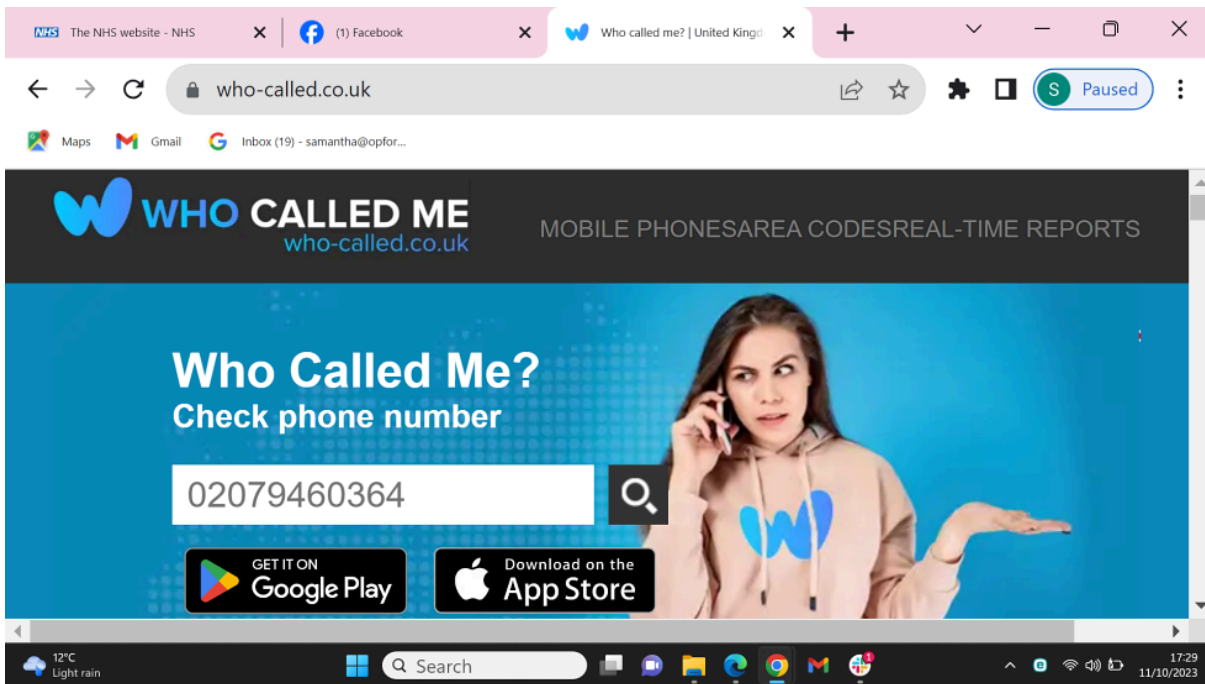 NHS The NHS website - NHS
(1) Facebook
Who called me? | United Kingd
who-called.co.uk
S Paused
Maps
Gmail
Inbox (19) - samantha@opfor...
WHO CALLED ME
who-called.co.uk
MOBILE PHONESAREA CODESREAL-TIME REPORTS
Who Called Me?
Check phone number
02079460364
GET IT ON
Google Play
Download on the
App Store
12°C
Light rain
Search
17:29
11/10/2023